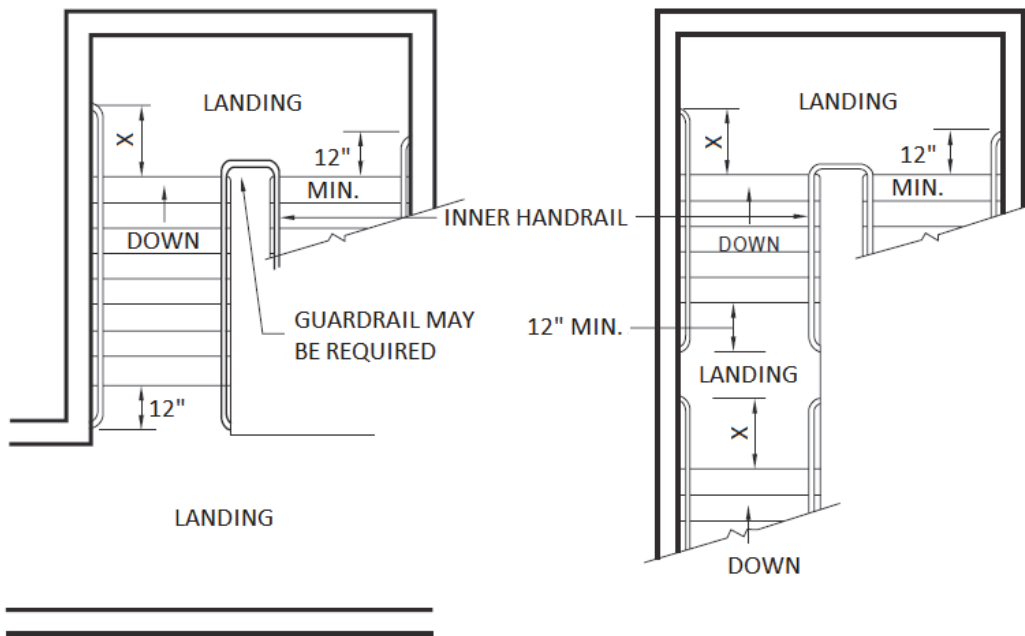 LANDING
X
12"
MIN.
DOWN
GUARDRAIL MAY
BE REQUIRED
12"
LANDING
INNER HANDRAIL
LANDING
X
12"
MIN.
DOWN
12" MIN.
LANDING
X
DOWN